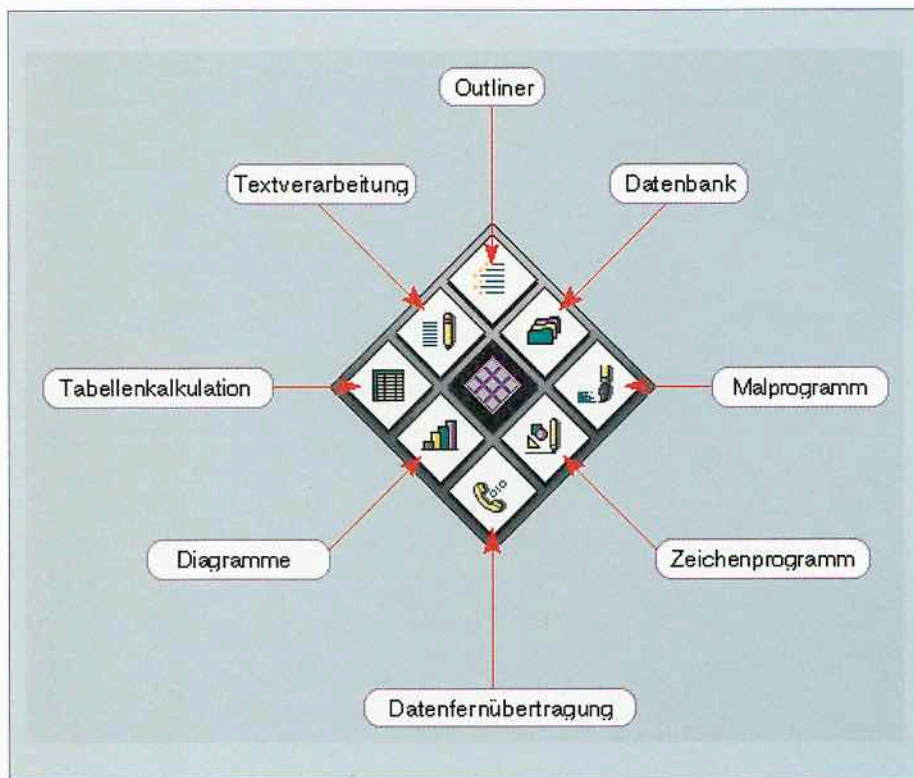 Outliner
Textverarbeitung
Datenbank
Tabellenkalkulation
Malprogramm
Diagramme
Zeichenprogramm
Datenfernübertragung